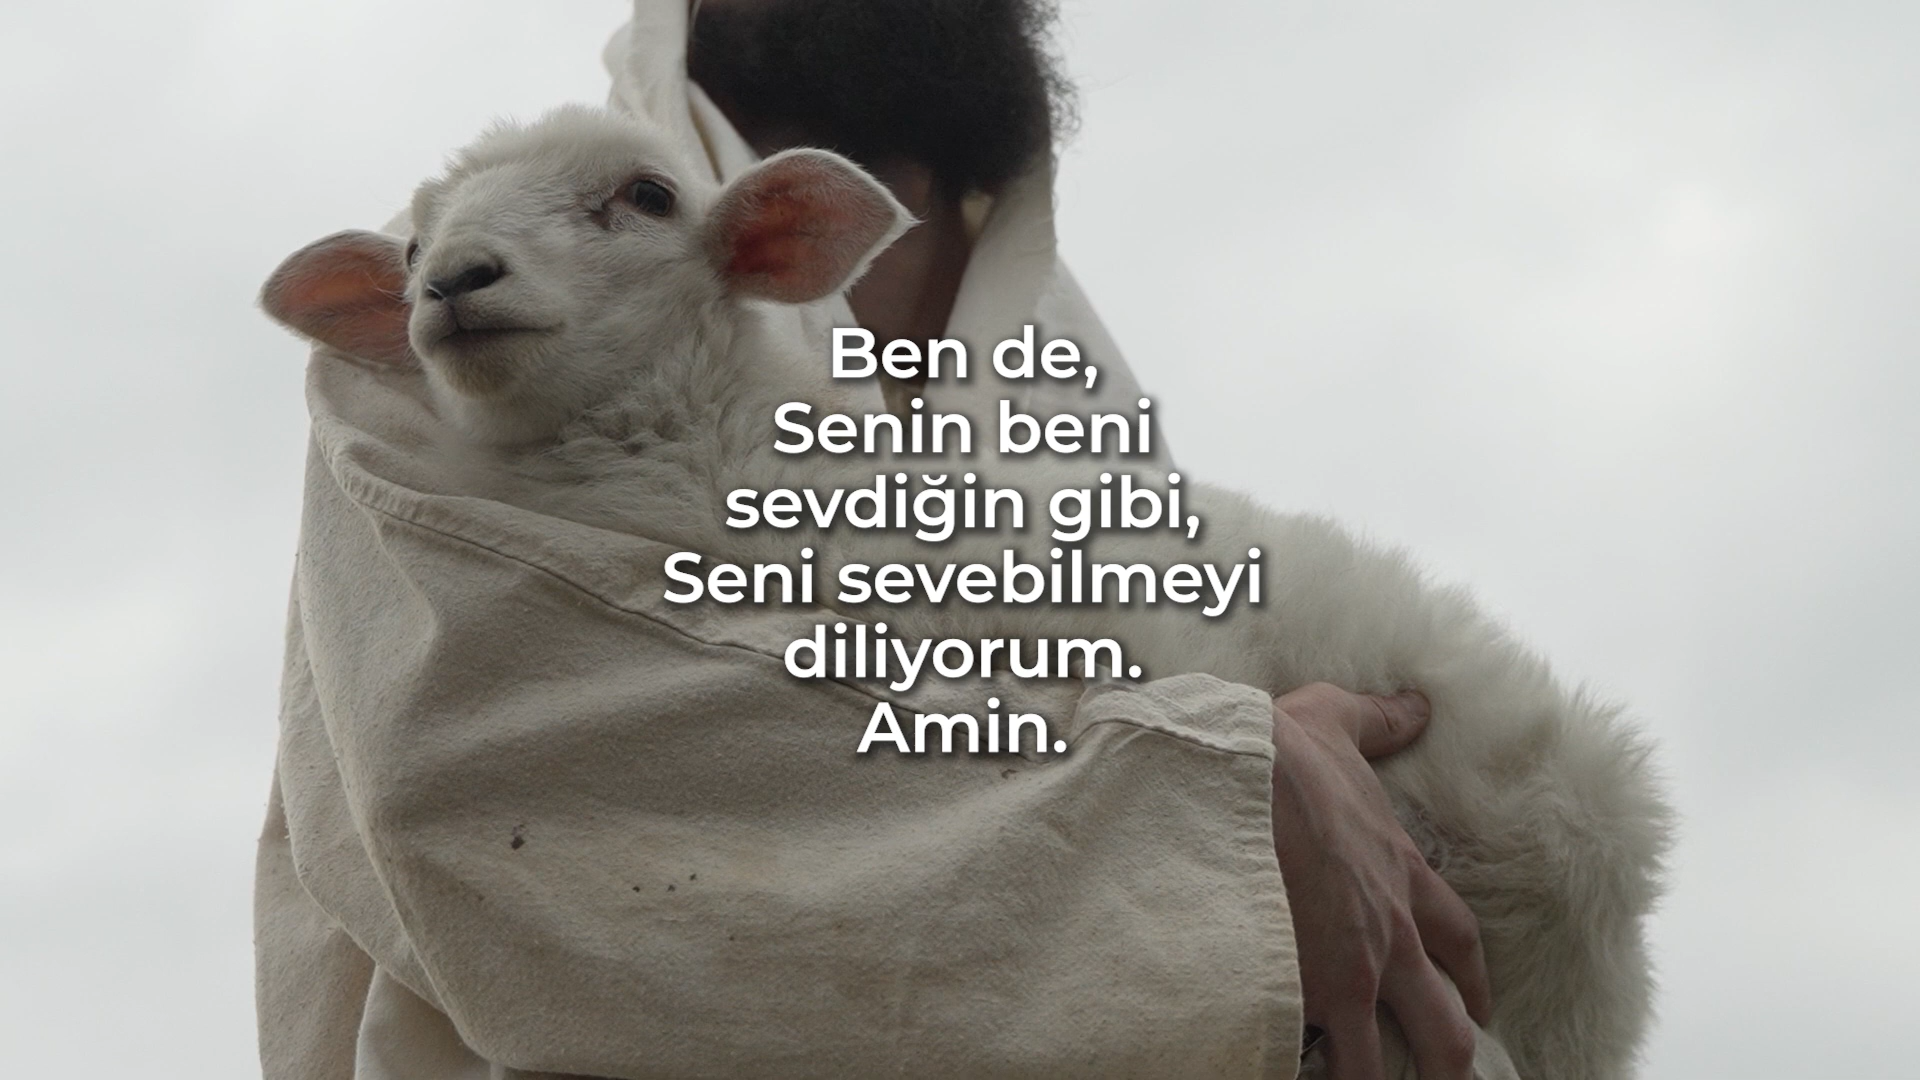 Ben de,
Senin beni
sevdiğin gibi,
Seni sevebilmeyi
diliyorum.
Amin.